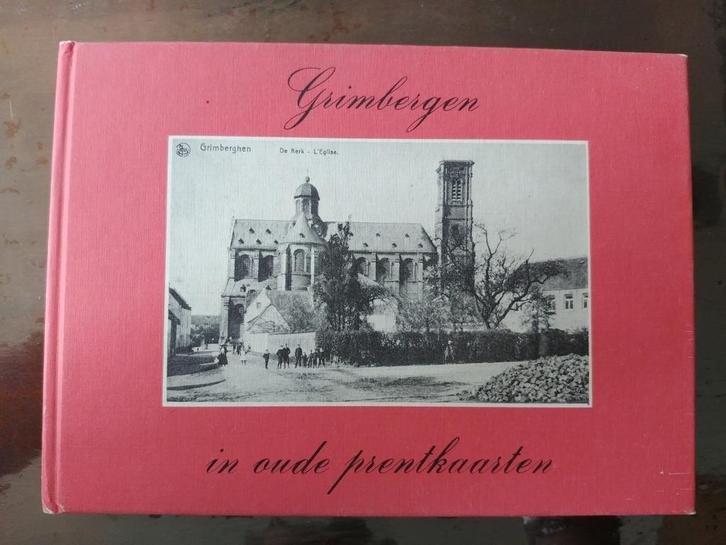 Grimbergen
Grimberghen De Kerk - L'Eglise.
in oude prentkaarten